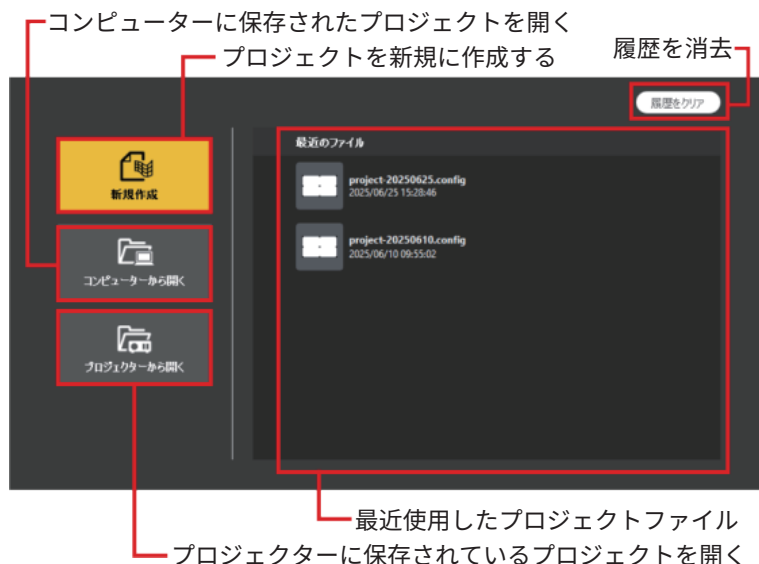 コンピューターに保存されたプロジェクトを開く
プロジェクトを新規に作成する
履歴を消去
履歴をクリア
最近のファイル
新規作成
project-20250625.config
2025/06/25 15:28:46
project-20250610.config
2025/06/10 09:55:02
コンピューターから開く
プロジェクターから開く
最近使用したプロジェクトファイル
プロジェクターに保存されているプロジェクトを開く